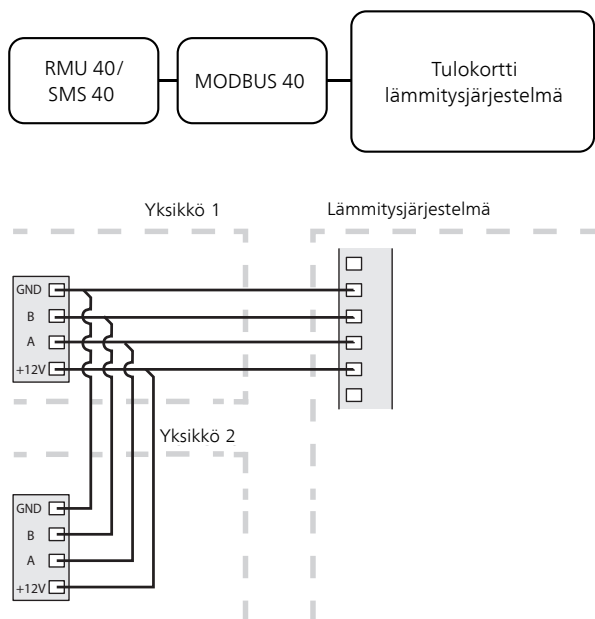 RMU 40/
SMS 40
MODBUS 40
Tulokortti
lämmitysjärjestelmä
Yksikkö 1
Lämmitysjärjestelmä
GND
B
A
+12V
Yksikkö 2
GND
B
A
+12V